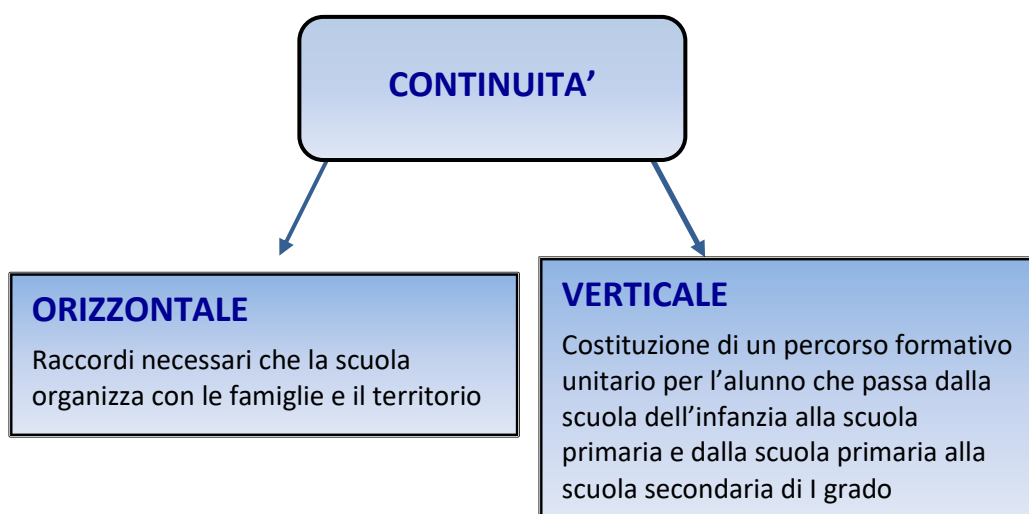 CONTINUITA’
ORIZZONTALE
Raccordi necessari che la scuola
organizza con le famiglie e il territorio
VERTICALE
Costituzione di un percorso formativo
unitario per l’alunno che passa dalla
scuola dell’infanzia alla scuola
primaria e dalla scuola primaria alla
scuola secondaria di I grado